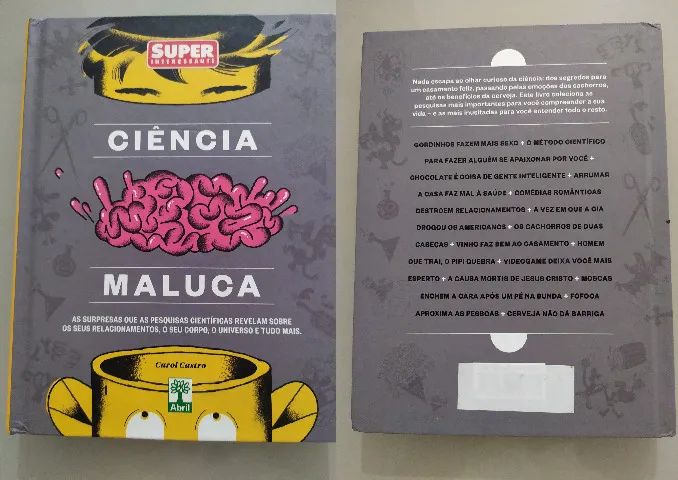 SUPER
INTERESSANTE
CIÊNCIA
MALUCA
AS SURPRESAS QUE AS PESQUISAS CIENTÍFICAS REVELAM SOBRE
OS SEUS RELACIONAMENTOS, O SEU CORPO, O UNIVERSO E TUDO MAIS.
Carol Castro
Abril
Nada escapa ao olhar curioso da ciência: dos segredos para
um casamento feliz, passando pelas emoções dos cachorros,
até os benefícios da cerveja. Este livro seleciona as
pesquisas mais importantes para você compreender a sua
vida – e as mais inusitadas para você entender todo o resto.
GORDINHOS FAZEM MAIS SEXO + O MÉTODO CIENTÍFICO
PARA FAZER ALGUÉM SE APAIXONAR POR VOCÊ +
CHOCOLATE É COISA DE GENTE INTELIGENTE + ARRUMAR
A CASA FAZ MAL À SAÚDE + COMÉDIAS ROMÂNTICAS
DESTROEM RELACIONAMENTOS + A VEZ EM QUE A CIA
DROGOU OS AMERICANOS + OS CACHORROS DE DUAS
CABEÇAS + VINHO FAZ BEM AO CASAMENTO + HOMEM
QUE TRAI, O PIPI QUEBRA + VIDEOGAME DEIXA VOCÊ MAIS
ESPERTO + A CAUSA MORTIS DE JESUS CRISTO + MOSCAS
ENCHEM A CARA APÓS UM PÉ NA BUNDA + FOFOCA
APROXIMA AS PESSOAS + CERVEJA NÃO DÁ BARRIGA